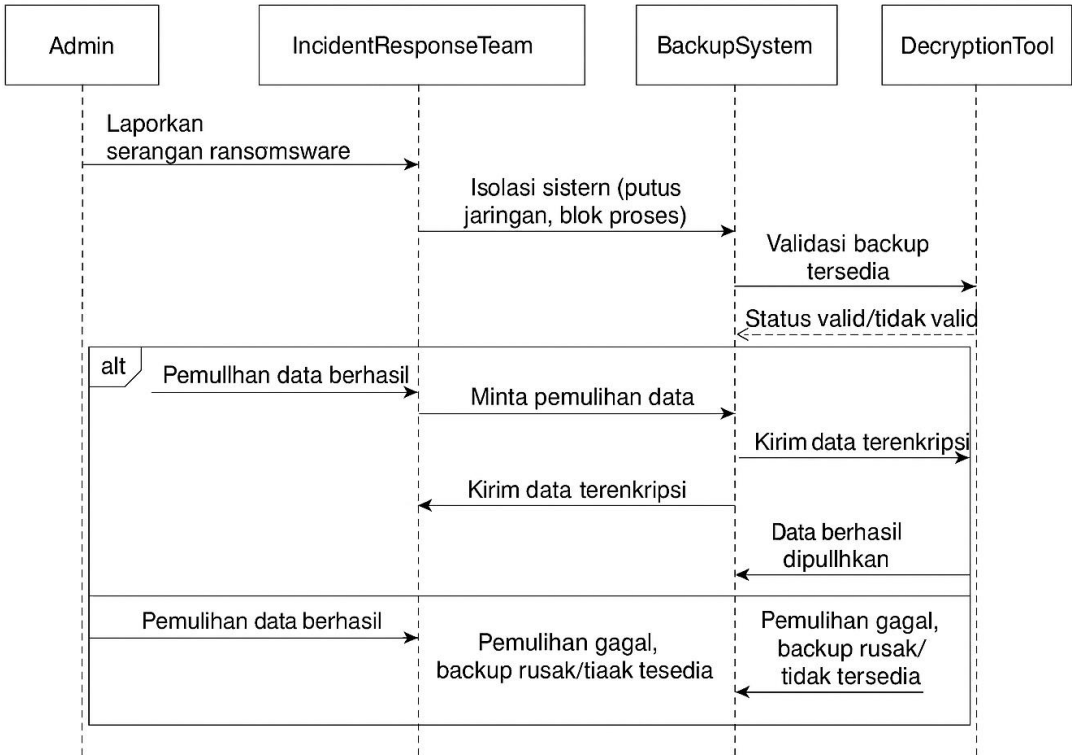 Admin
IncidentResponseTeam
BackupSystem
DecryptionTool
Laporkan
serangan ransomsware
Isolasi sistern (putus
jaringan, blok proses)
Validasi backup
tersedia
Status valid/tidak valid
alt
Pemullhan data berhasil
Minta pemulihan data
Kirim data terenkripsi
Kirim data terenkripsi
Data berhasil
dipullhkan
Pemulihan data berhasil
Pemulihan gagal,
backup rusak/tiaak tesedia
Pemulihan gagal,
backup rusak/
tidak tersedia